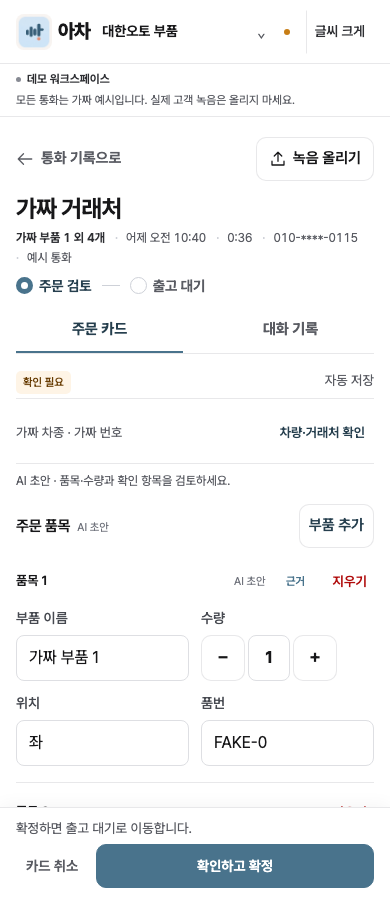 아차 대한오토 부품 글씨 크게
데모 워크스페이스
모든 통화는 가짜 예시입니다. 실제 고객 녹음은 올리지 마세요.
← 통화 기록으로 녹음 올리기
가짜 거래처
가짜 부품 1 외 4개 · 어제 오전 10:40 · 0:36 · 010-****-0115
· 예시 통화
주문 검토 출고 대기
주문 카드 대화 기록
확인 필요 자동 저장
가짜 차종 · 가짜 번호 차량·거래처 확인
AI 초안 · 품목·수량과 확인 항목을 검토하세요.
주문 품목 AI 초안 부품 추가
품목 1 AI 초안 근거 지우기
부품 이름 수량
가짜 부품 1 − 1 +
위치 품번
좌 FAKE-0
확정하면 출고 대기로 이동합니다.
카드 취소 확인하고 확정